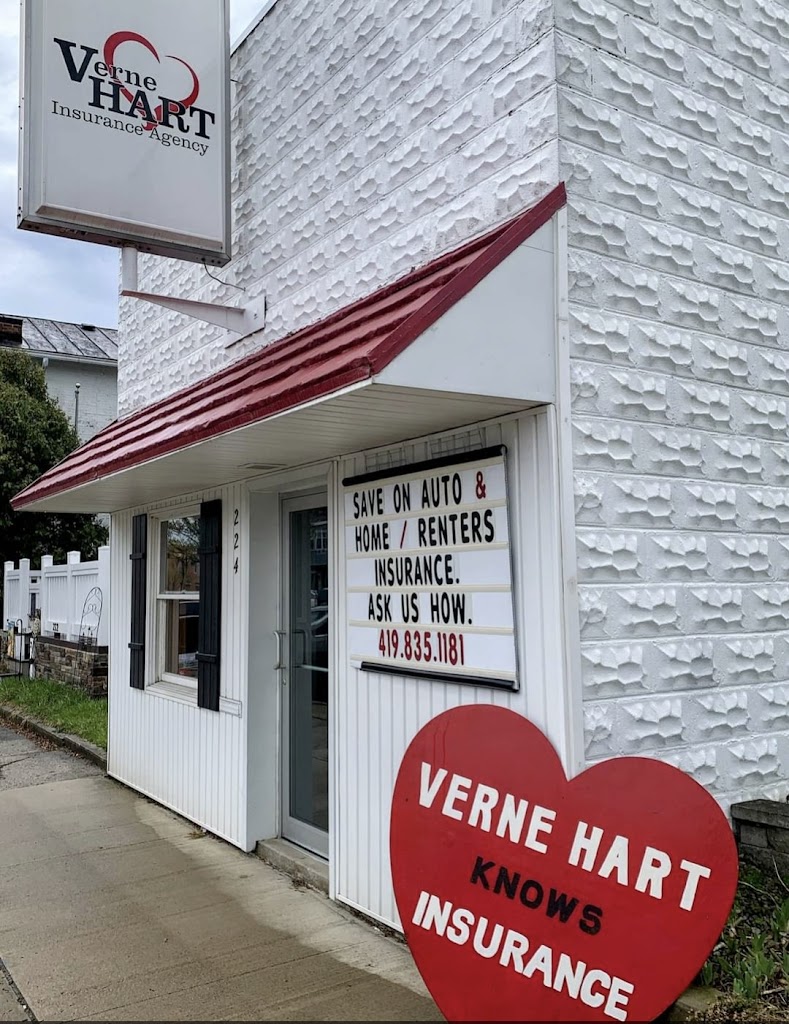 Verne
HART
Insurance Agency
224
SAVE ON AUTO &
HOME / RENTERS
INSURANCE.
ASK US HOW.
419.835.1181
VERNE HART
KNOWS
INSURANCE